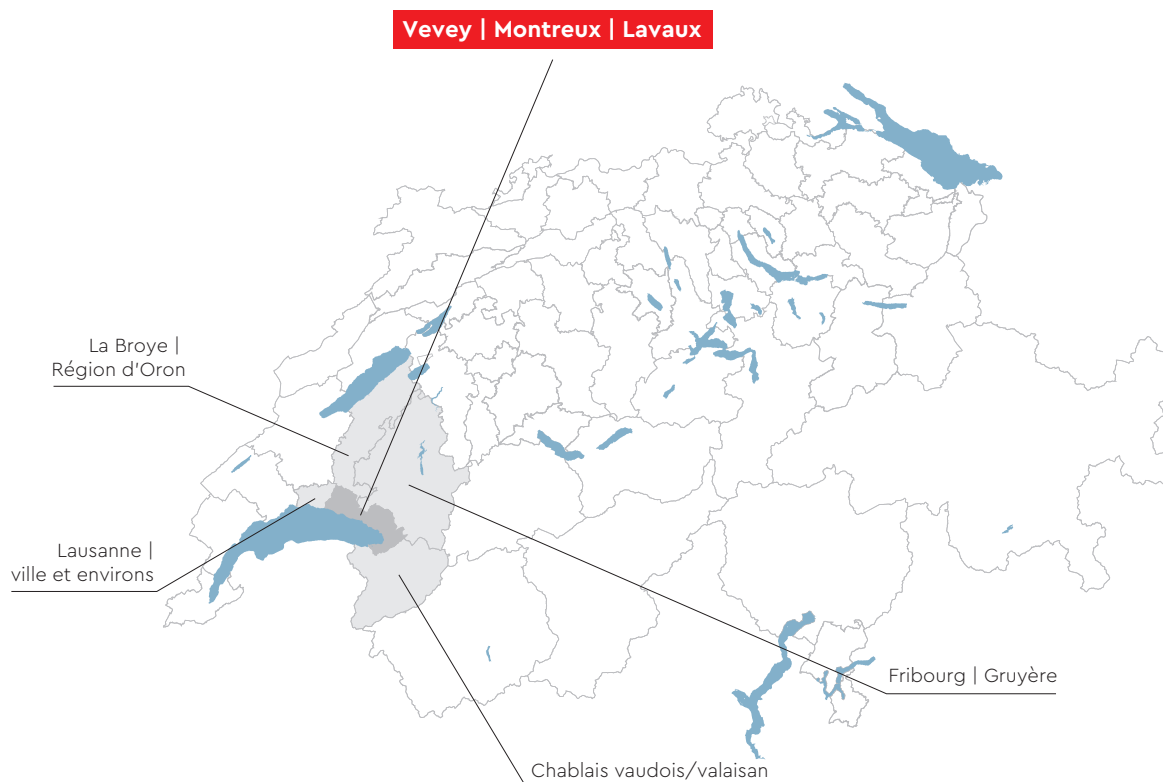 Vevey | Montreux | Lavaux
La Broye |
Région d'Oron
Lausanne |
ville et environs
Fribourg | Gruyère
Chablais vaudois/valaisan